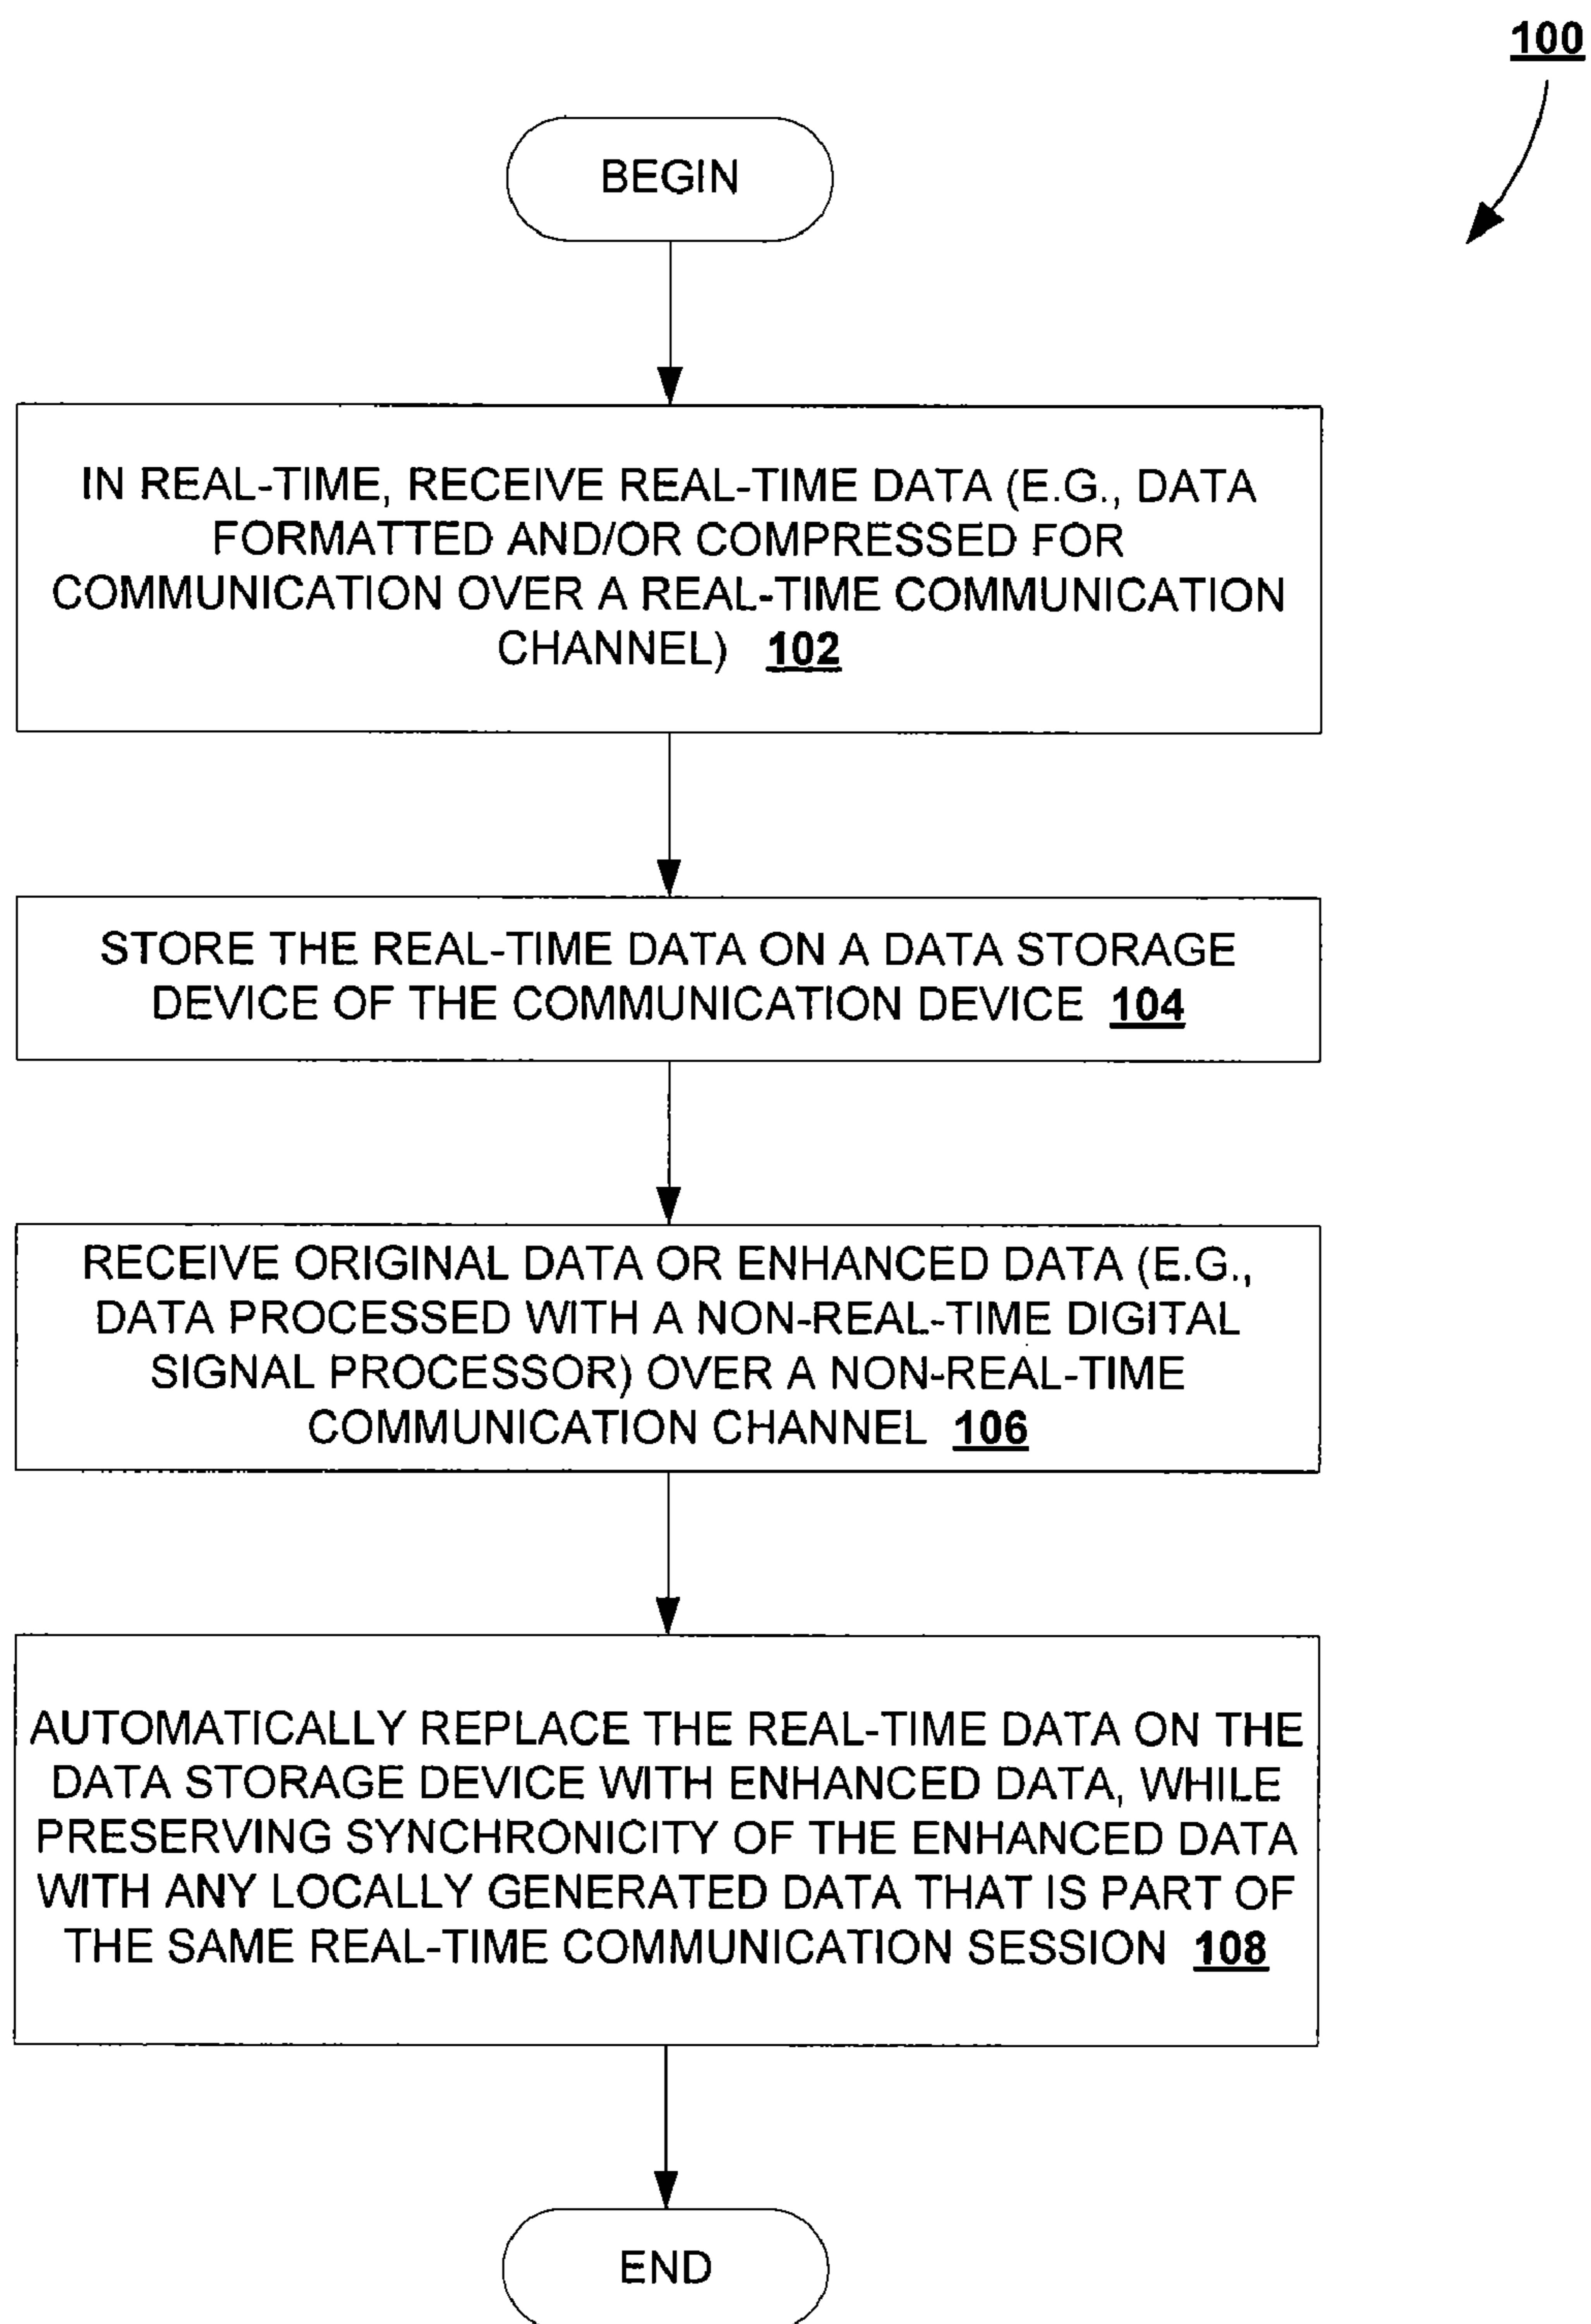 100
BEGIN
IN REAL-TIME, RECEIVE REAL-TIME DATA (E.G., DATA
FORMATTED AND/OR COMPRESSED FOR
COMMUNICATION OVER A REAL-TIME COMMUNICATION
CHANNEL) 102
STORE THE REAL-TIME DATA ON A DATA STORAGE
DEVICE OF THE COMMUNICATION DEVICE 104
RECEIVE ORIGINAL DATA OR ENHANCED DATA (E.G.,
DATA PROCESSED WITH A NON-REAL-TIME DIGITAL
SIGNAL PROCESSOR) OVER A NON-REAL-TIME
COMMUNICATION CHANNEL 106
AUTOMATICALLY REPLACE THE REAL-TIME DATA ON THE
DATA STORAGE DEVICE WITH ENHANCED DATA, WHILE
PRESERVING SYNCHRONICITY OF THE ENHANCED DATA
WITH ANY LOCALLY GENERATED DATA THAT IS PART OF
THE SAME REAL-TIME COMMUNICATION SESSION 108
END